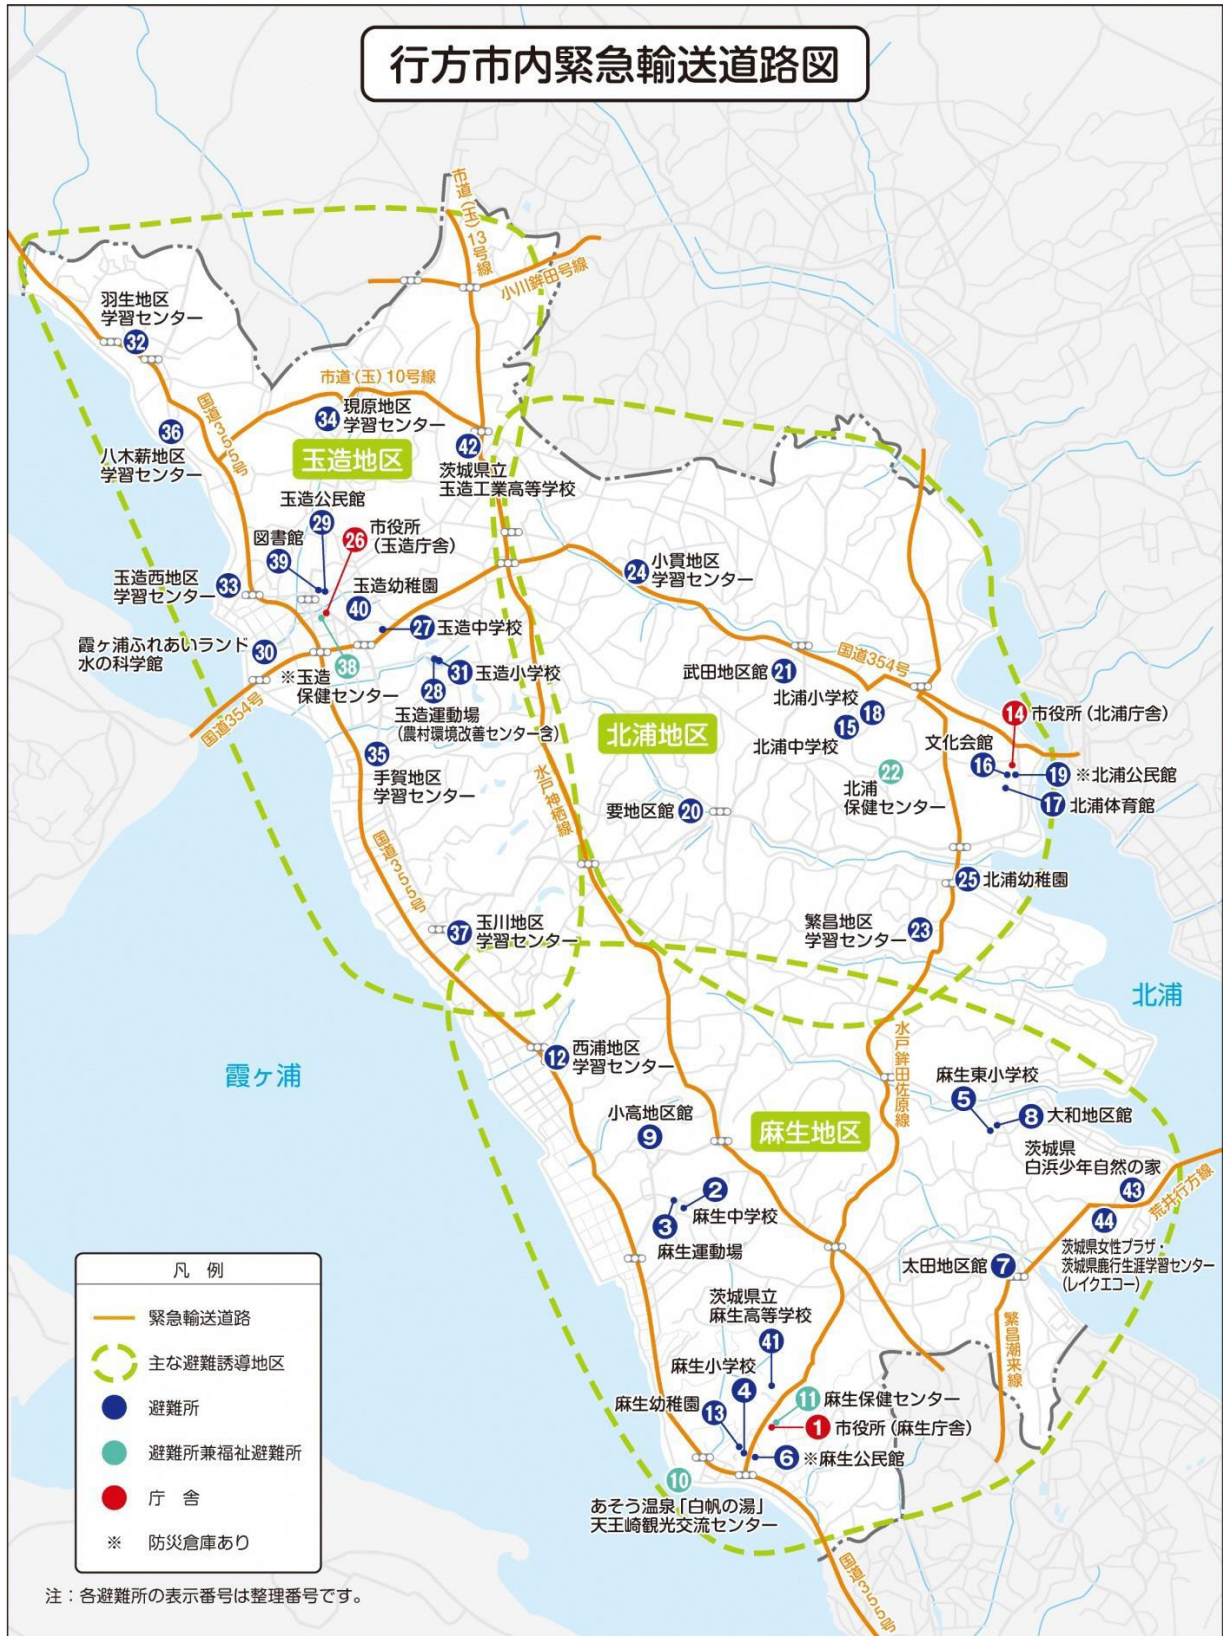 行方市内緊急輸送道路図
市道(玉)13号線
小川鉾田号線
羽生地区
学習センター
32
市道(玉)10号線
国道355号
34
現原地区
学習センター
36
八木蒔地区
学習センター
玉造地区
42
茨城県立
玉造工業高等学校
玉造公民館
29
図書館
39
26
市役所
(玉造庁舎)
玉造西地区
学習センター
33
玉造幼稚園
40
24
小貫地区
学習センター
27
玉造中学校
霞ヶ浦ふれあいランド
水の科学館
30
38
※玉造
保健センター
31
玉造小学校
28
玉造運動場
(農村環境改善センター含)
国道354号
武田地区館
21
国道354号
北浦小学校
18
15
北浦中学校
北浦地区
14
市役所(北浦庁舎)
文化会館
16
19
※北浦公民館
17
北浦体育館
22
北浦
保健センター
35
手賀地区
学習センター
水戸神栖線
要地区館
20
国道355号
25
北浦幼稚園
37
玉川地区
学習センター
繁昌地区
学習センター
23
北浦
霞ヶ浦
12
西浦地区
学習センター
水戸鉾田佐原線
麻生東小学校
5
8
大和地区館
小高地区館
9
麻生地区
茨城県
白浜少年自然の家
43
荒井行方線
44
茨城県女性プラザ・
茨城県鹿行生涯学習センター
(レイクエコー)
2
麻生中学校
3
麻生運動場
太田地区館
7
繁昌潮来線
茨城県立
麻生高等学校
41
麻生小学校
4
麻生幼稚園
13
11
麻生保健センター
1
市役所(麻生庁舎)
6
※麻生公民館
10
あそう温泉「白帆の湯」
天王崎観光交流センター
国道355号
凡 例
緊急輸送道路
主な避難誘導地区
避難所
避難所兼福祉避難所
庁 舎
※ 防災倉庫あり
注：各避難所の表示番号は整理番号です。